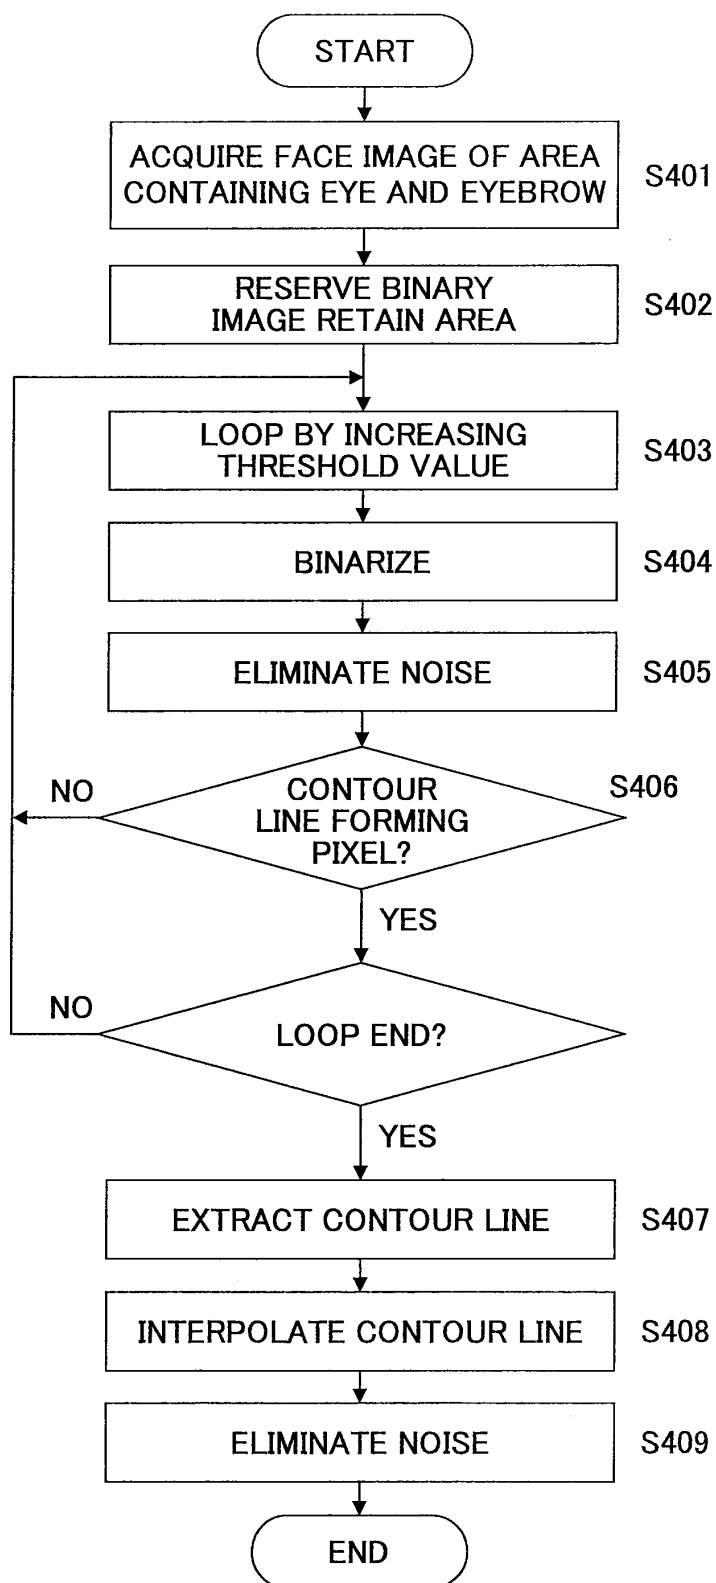 START
ACQUIRE FACE IMAGE OF AREA
CONTAINING EYE AND EYEBROW
S401
RESERVE BINARY
IMAGE RETAIN AREA
S402
LOOP BY INCREASING
THRESHOLD VALUE
S403
BINARIZE
S404
ELIMINATE NOISE
S405
CONTOUR
LINE FORMING
PIXEL?
S406
NO
YES
LOOP END?
NO
YES
EXTRACT CONTOUR LINE
S407
INTERPOLATE CONTOUR LINE
S408
ELIMINATE NOISE
S409
END